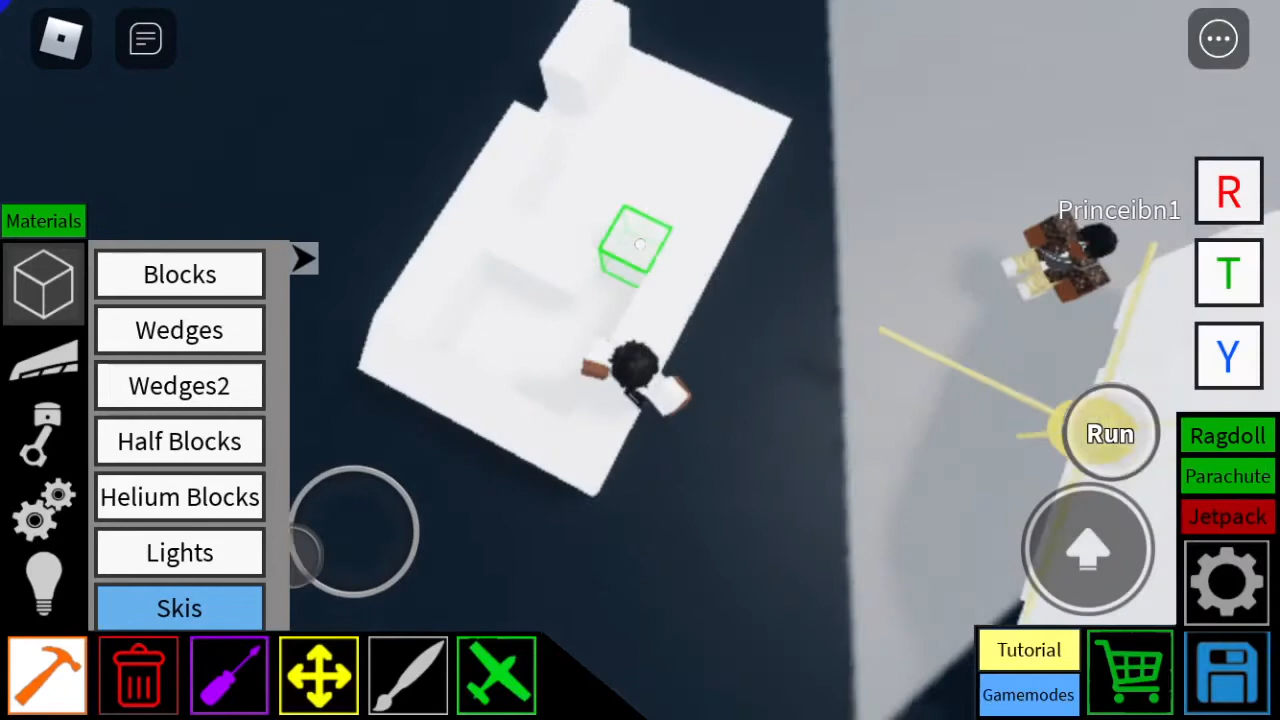 Princeibn1
R
Materials
Blocks
T
Wedges
Y
Wedges2
Run
Ragdoll
Half Blocks
Parachute
Helium Blocks
Jetpack
Lights
Skis
Tutorial
Gamemodes